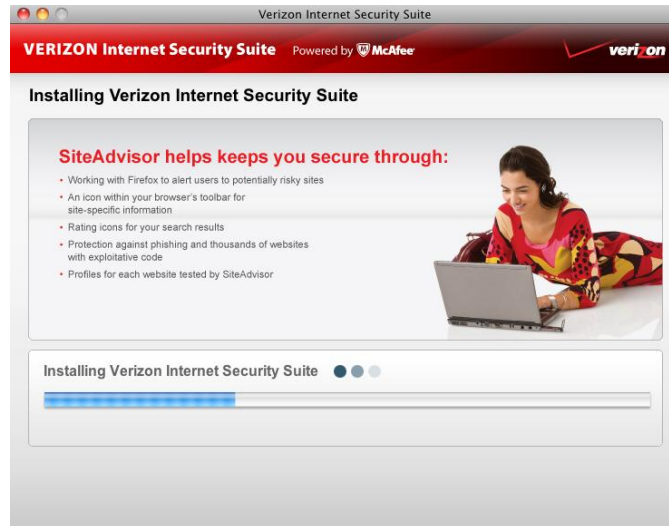 Verizon Internet Security Suite
VERIZON Internet Security Suite Powered by McAfee verizon
Installing Verizon Internet Security Suite
SiteAdvisor helps keeps you secure through:
• Working with Firefox to alert users to potentially risky sites
• An icon within your browser's toolbar for
site-specific information
• Rating icons for your search results
• Protection against phishing and thousands of websites
with exploitative code
• Profiles for each website tested by SiteAdvisor
Installing Verizon Internet Security Suite